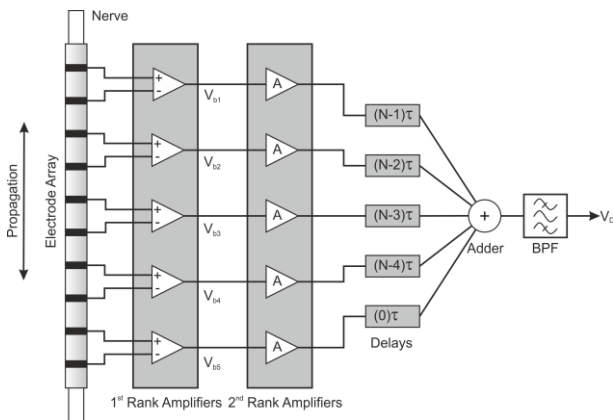 Nerve
Propagation
Electrode Array
+
-
V_b1
A
(N-1)τ
+
-
V_b2
A
(N-2)τ
+
-
V_b3
A
(N-3)τ
+
Adder
BPF
V_D
+
-
V_b4
A
(N-4)τ
+
-
V_b5
A
(0)τ
Delays
1st Rank Amplifiers
2nd Rank Amplifiers